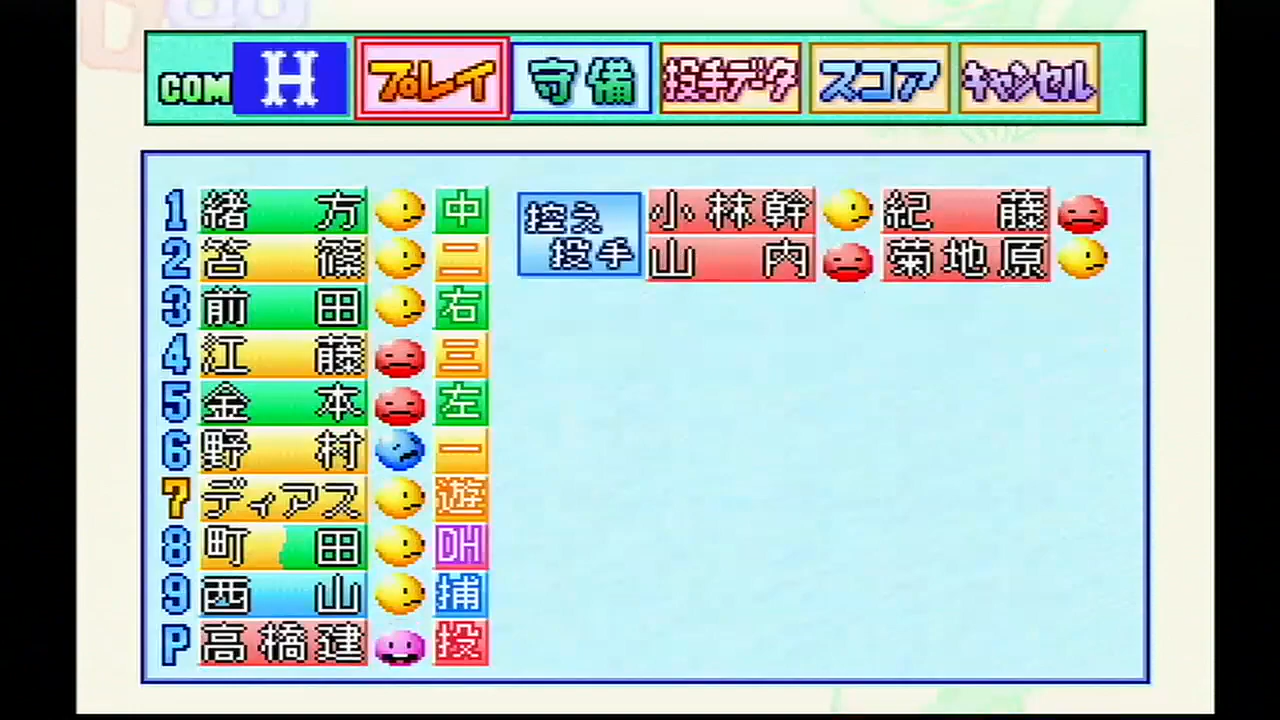 COM H プレイ 守備 投手データ スコア キャンセル
1 緒方 中
2 笘篠 二
3 前田 右
4 江藤 三
5 金本 左
6 野村 一
7 ディアス 遊
8 町田 DH
9 西山 捕
P 高橋建 投
控え投手 小林幹 紀藤
山内 菊地原